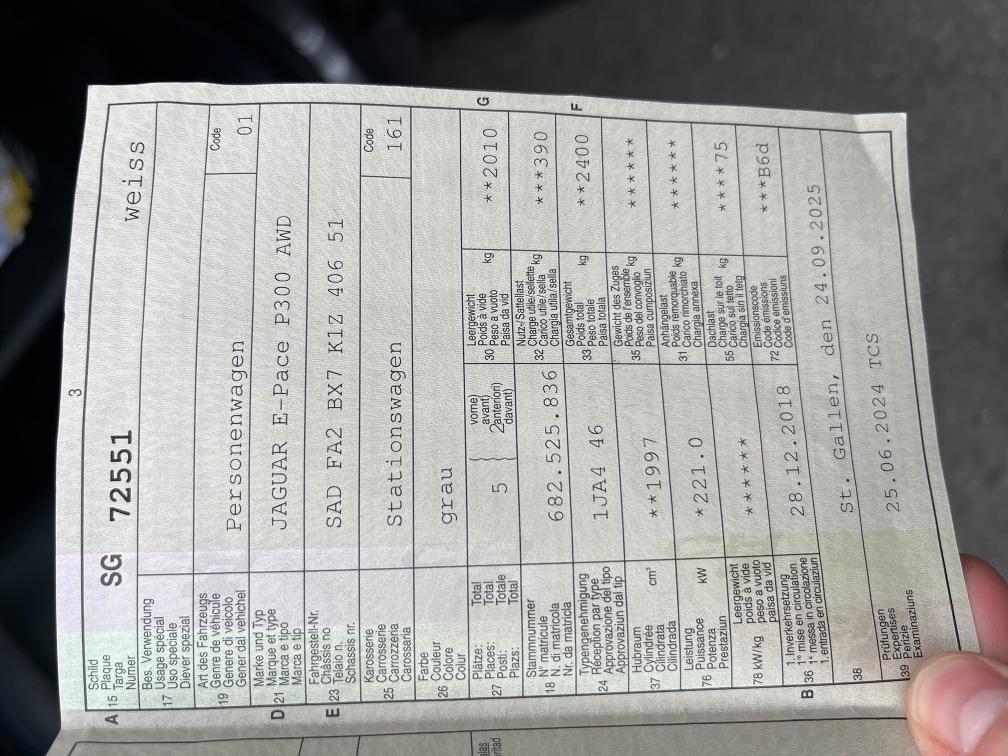 3
A 15 Schild
Plaque
Targa
Numer
SG 72551
weiss
17 Bes. Verwendung
Usage spécial
Uso speciale
Diever spezial
19 Art des Fahrzeugs
Genre de véhicule
Genere di veicolo
Gener da vehichel
Personenwagen
Code
01
D 21 Marke und Typ
Marque et type
Marca e tipo
Marca e tip
JAGUAR E-Pace P300 AWD
E 23 Fahrgestell-Nr.
Châssis no
Telaio n.
Schassis nr.
SAD FA2 BX7 K1Z 406 51
25 Karosserie
Carrosserie
Carrozzeria
Carossaria
Stationswagen
Code
161
26 Farbe
Couleur
Colore
Colur
grau
27 Plätze: Total
Places: Total
Posti: Totale
Plazs: Total
5
vorne)
avant)
2 anteriori)
davant)
30 Leergewicht
Poids à vide
Peso a vuoto kg
Paisa da vid
**2010
G
18 Stammnummer
N° matricule
N. di matricola
Nr. da matricla
682.525.836
32 Nutz-/Sattellast
Charge utile/sellette kg
Carico utile/sella
Chargia utila/sella
***390
24 Typengenehmigung
Réception par type
Approvazione del tipo
Approvaziun dal tip
1JA4 46
33 Gesamtgewicht
Poids total
Peso totale kg
Paisa totala
**2400
F
37 Hubraum
Cylindrée
Cilindrata cm³
Cilindrada
**1997
35 Gewicht des Zuges
Poids de l'ensemble kg
Peso del convoglio
Paisa cumposiziun
******
76 Leistung
Puissance
Potenza kW
Prestaziun
*221.0
31 Anhängelast
Poids remorquable kg
Carico rimorchiato
Chargia annexa
******
78 kW/kg Leergewicht
poids à vide
peso a vuoto
paisa da vid
******
55 Dachlast
Charge sur le toit kg
Carico sul tetto
Chargia sin il tetg
****75
B 36 1. Inverkehrsetzung
1re mise en circulation
1a messa in circolazione
1. entrada en circulaziun
28.12.2018
72 Emissionscode
Code émissions
Codice emissioni
Code d'emissiuns
***B6d
38
St. Gallen, den 24.09.2025
39 Prüfungen
Expertises
Perizie
Examinaziuns
25.06.2024 TCS